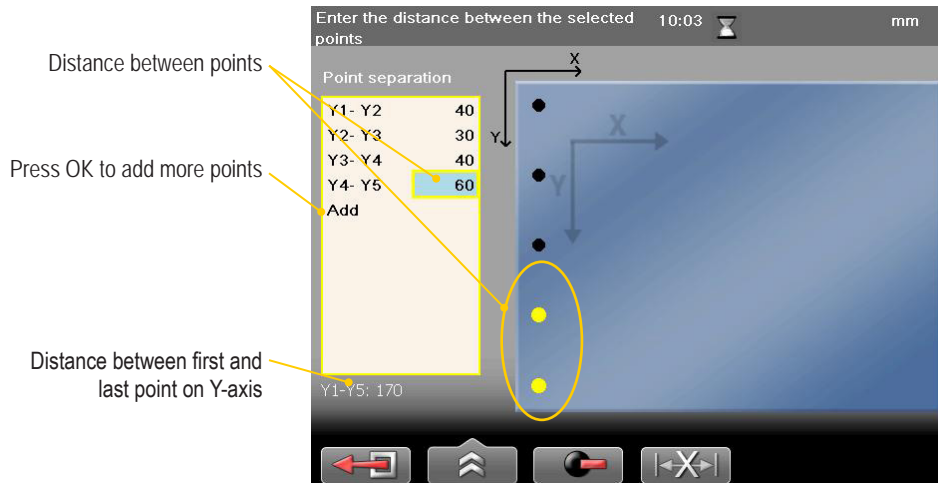 Enter the distance between the selected
points
10:03
mm
Distance between points
Point separation
Y1- Y2 40
Y2- Y3 30
Y3- Y4 40
Y4- Y5 60
Add
Press OK to add more points
Distance between first and
last point on Y-axis
Y1-Y5: 170
X
Y
X
Y
X